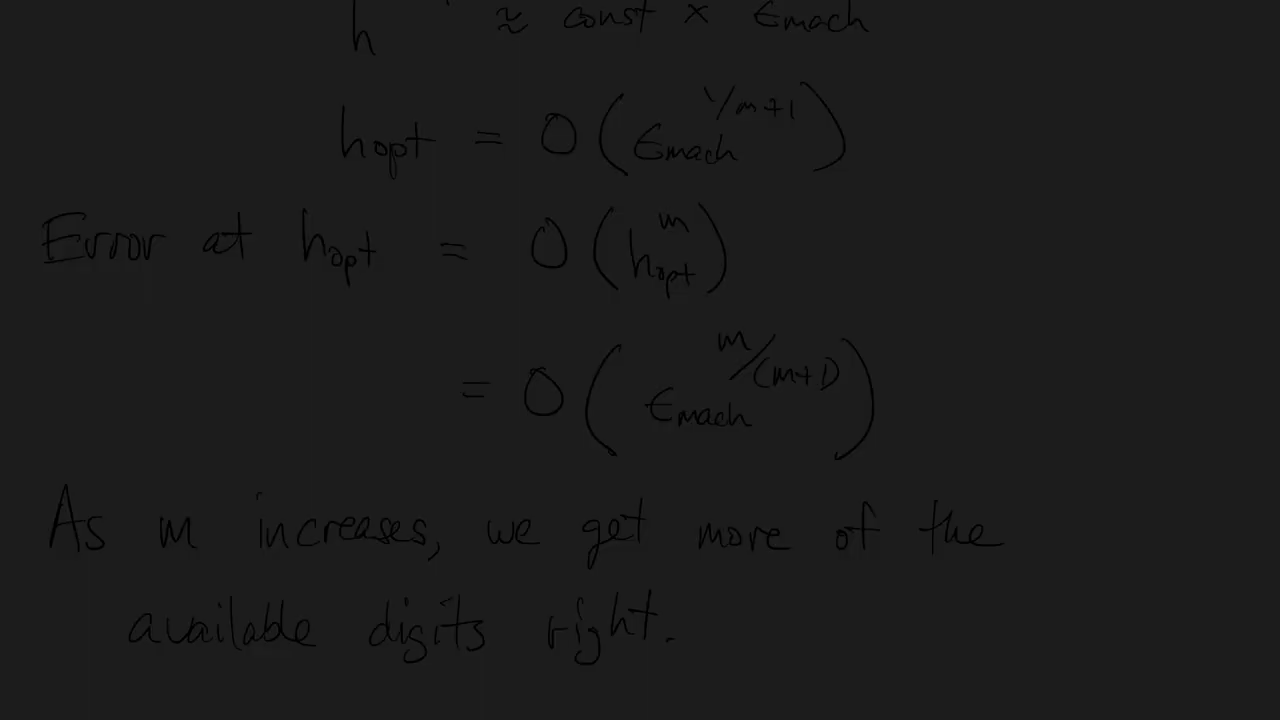 h ≈ const × ϵmach
hopt = O(ϵmach^1/m+1)
Error at hopt = O(hopt^m)
= O(ϵmach^m/(m+1))
As m increases, we get more of the
available digits right.